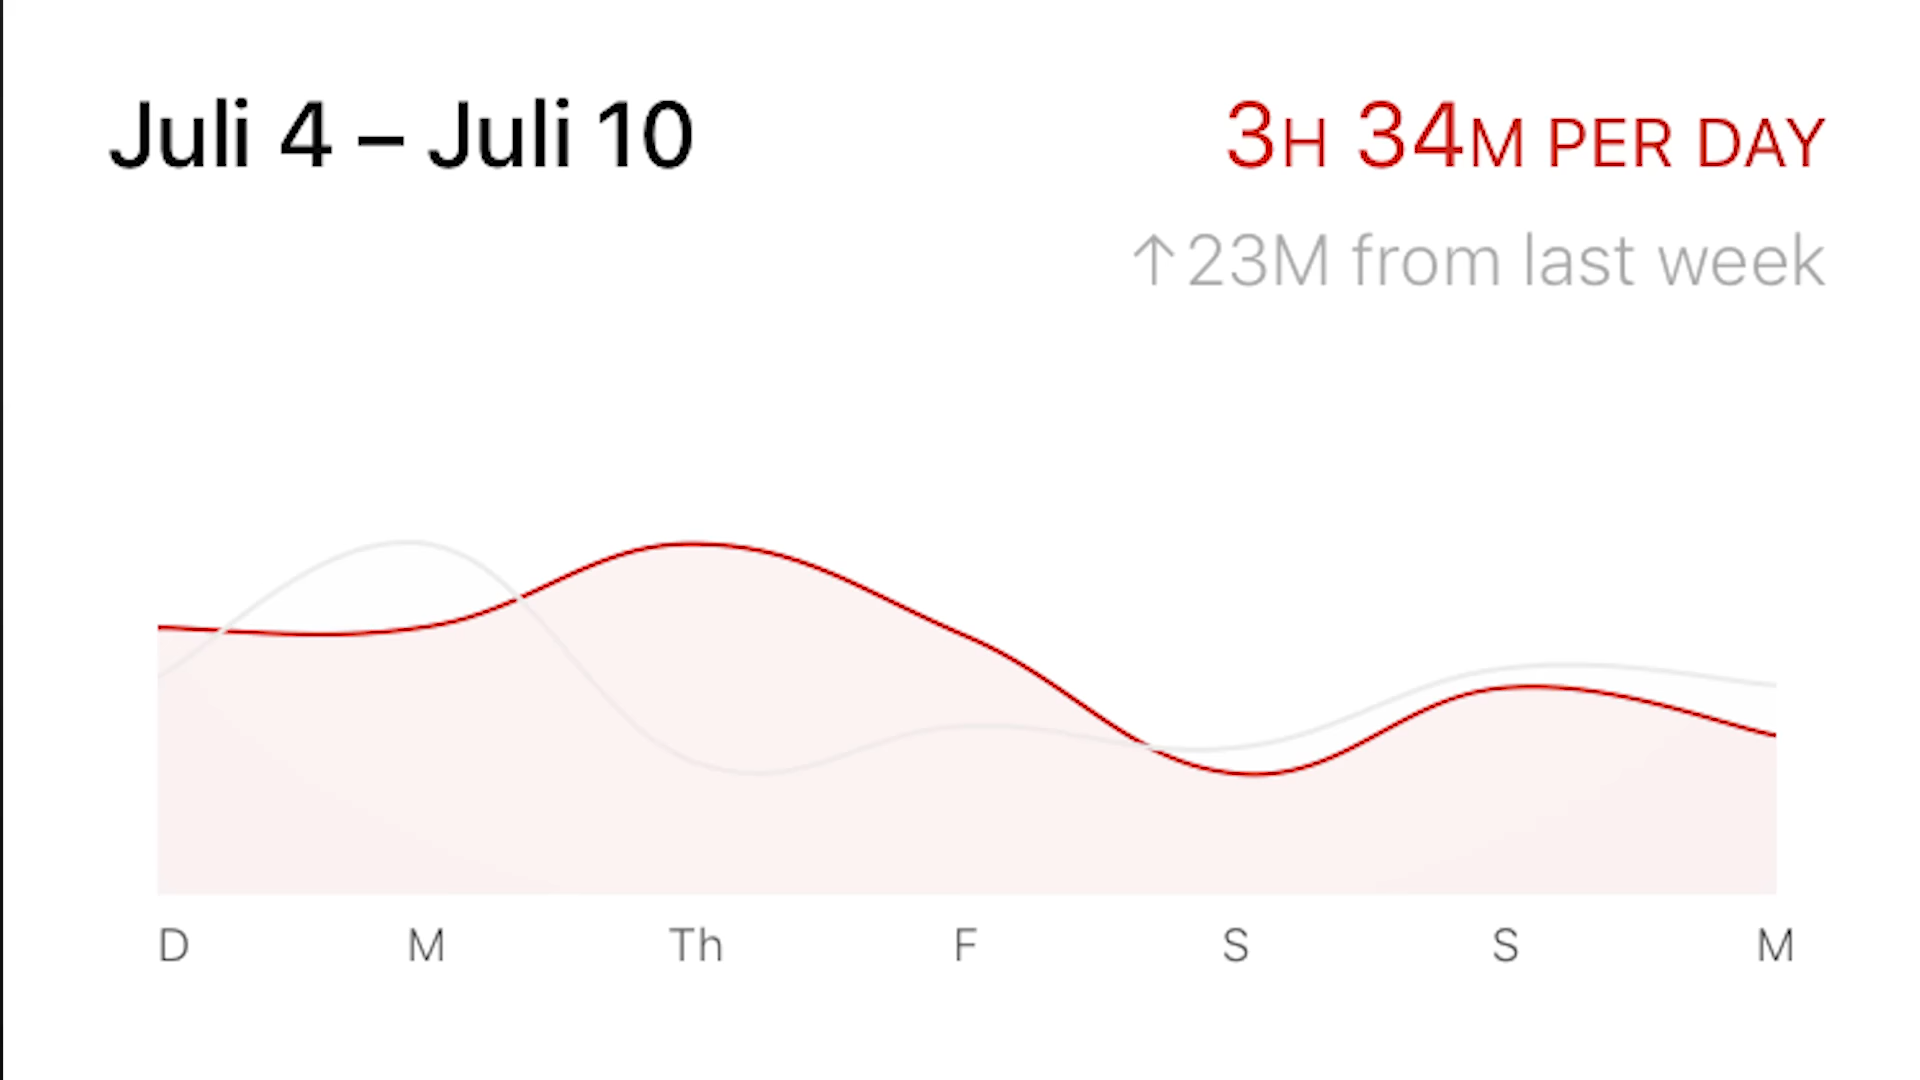 Juli 4 – Juli 10
3H 34M PER DAY
↑23M from last week
D M Th F S S M